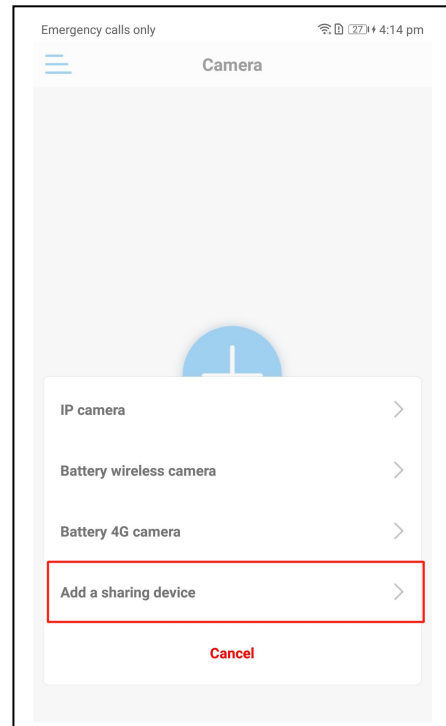 Emergency calls only 27 4:14 pm
Camera
IP camera
Battery wireless camera
Battery 4G camera
Add a sharing device
Cancel